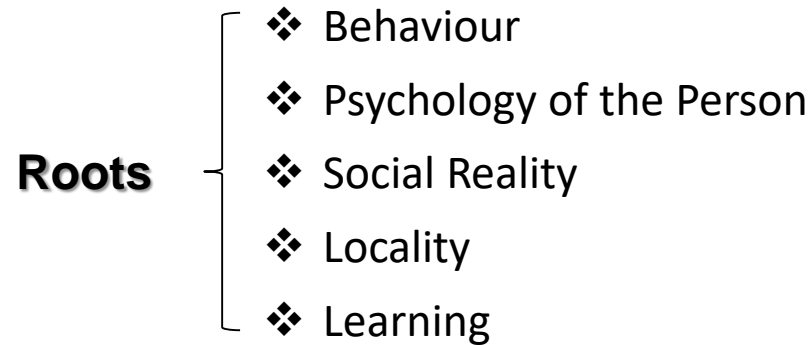 ❖ Behaviour
❖ Psychology of the Person
Roots
❖ Social Reality
❖ Locality
❖ Learning